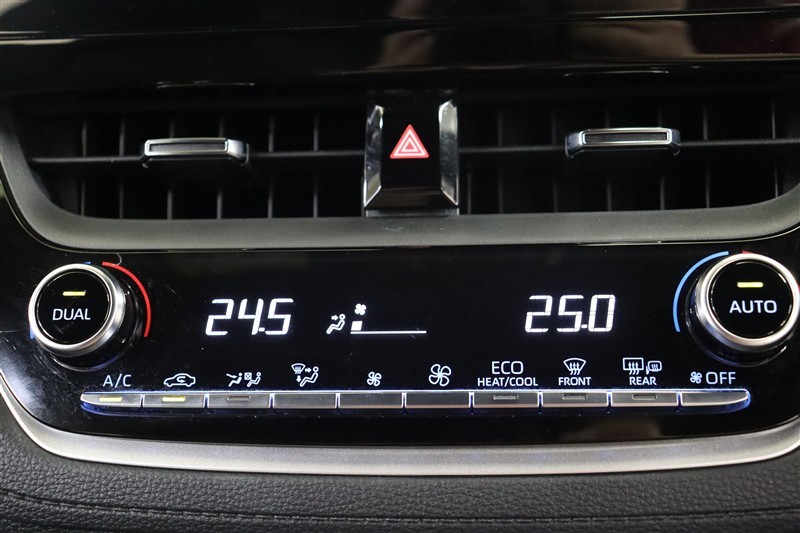 DUAL
24.5
25.0
AUTO
A/C
ECO
HEAT/COOL
FRONT
REAR
OFF